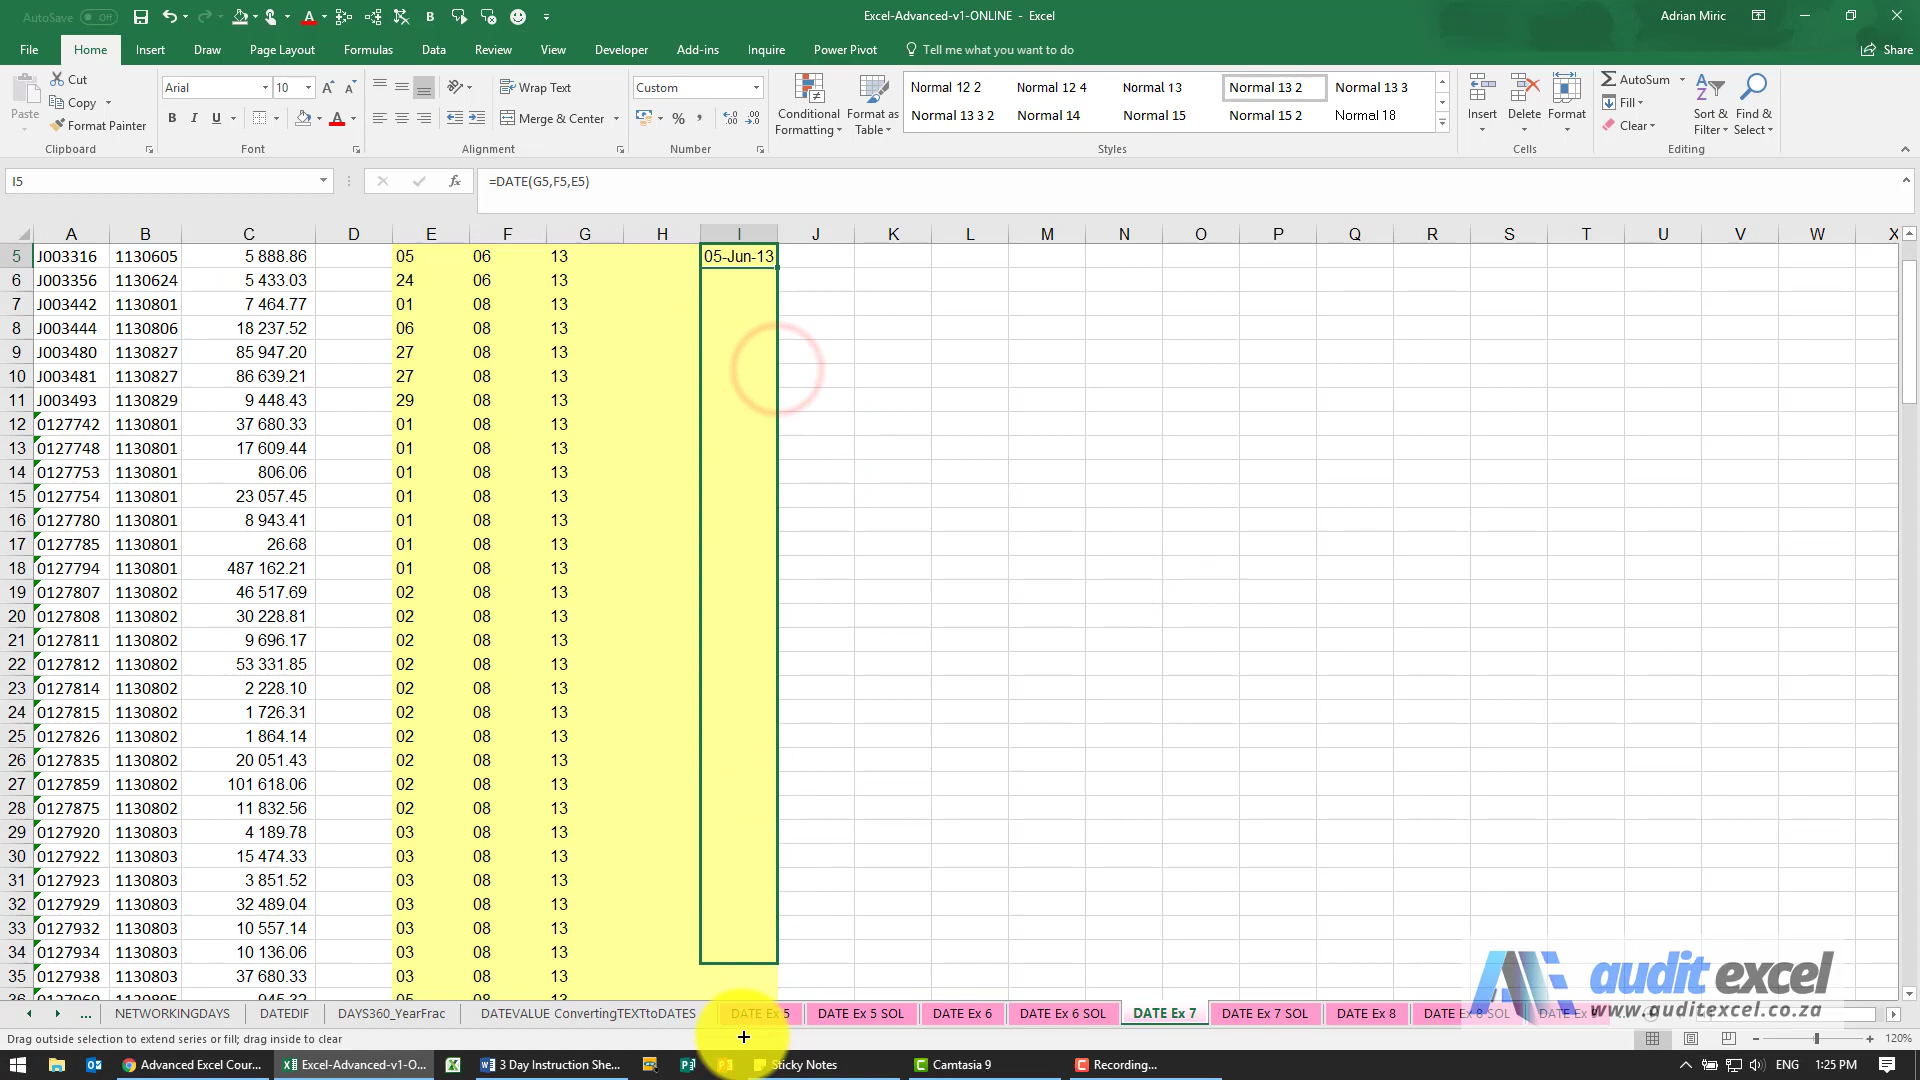 AutoSave Off
Excel-Advanced-v1-ONLINE - Excel
Adrian Miric
File Home Insert Draw Page Layout Formulas Data Review View Developer Add-ins Inquire Power Pivot Tell me what you want to do Share
Paste Cut Copy Format Painter Clipboard
Arial 10 B I U A Font
Wrap Text Merge & Center Alignment
Custom % Number
Conditional Formatting Format as Table
Normal 12 2 Normal 12 4 Normal 13 Normal 13 2 Normal 13 3
Normal 13 3 2 Normal 14 Normal 15 Normal 15 2 Normal 18
Styles
Insert Delete Format Cells
AutoSum Fill Clear Sort & Filter Find & Select Editing
I5 fx =DATE(G5,F5,E5)
A B C D E F G H I J K L M N O P Q R S T U V W X
5 J003316 1130605 5 888.86 05 06 13 05-Jun-13
6 J003356 1130624 5 433.03 24 06 13
7 J003442 1130801 7 464.77 01 08 13
8 J003444 1130806 18 237.52 06 08 13
9 J003480 1130827 85 947.20 27 08 13
10 J003481 1130827 86 639.21 27 08 13
11 J003493 1130829 9 448.43 29 08 13
12 0127742 1130801 37 680.33 01 08 13
13 0127748 1130801 17 609.44 01 08 13
14 0127753 1130801 806.06 01 08 13
15 0127754 1130801 23 057.45 01 08 13
16 0127780 1130801 8 943.41 01 08 13
17 0127785 1130801 26.68 01 08 13
18 0127794 1130801 487 162.21 01 08 13
19 0127807 1130802 46 517.69 02 08 13
20 0127808 1130802 30 228.81 02 08 13
21 0127811 1130802 9 696.17 02 08 13
22 0127812 1130802 53 331.85 02 08 13
23 0127814 1130802 2 228.10 02 08 13
24 0127815 1130802 1 726.31 02 08 13
25 0127826 1130802 1 864.14 02 08 13
26 0127835 1130802 20 051.43 02 08 13
27 0127859 1130802 101 618.06 02 08 13
28 0127875 1130802 11 832.56 02 08 13
29 0127920 1130803 4 189.78 03 08 13
30 0127922 1130803 15 474.33 03 08 13
31 0127923 1130803 3 851.52 03 08 13
32 0127929 1130803 32 489.04 03 08 13
33 0127932 1130803 10 557.14 03 08 13
34 0127934 1130803 10 136.06 03 08 13
35 0127938 1130803 37 680.33 03 08 13
audit excel
www.auditexcel.co.za
... NETWORKINGDAYS DATEDIF DAYS360_YearFrac DATEVALUE ConvertingTEXTtoDATES DATE Ex 5 DATE Ex 5 SOL DATE Ex 6 DATE Ex 6 SOL DATE Ex 7 DATE Ex 7 SOL DATE Ex 8 DATE Ex 8 SOL
Drag outside selection to extend series or fill; drag inside to clear
120%
Advanced Excel Cour... Excel-Advanced-v1-O... 3 Day Instruction She... Sticky Notes Camtasia 9 Recording... ENG 1:25 PM